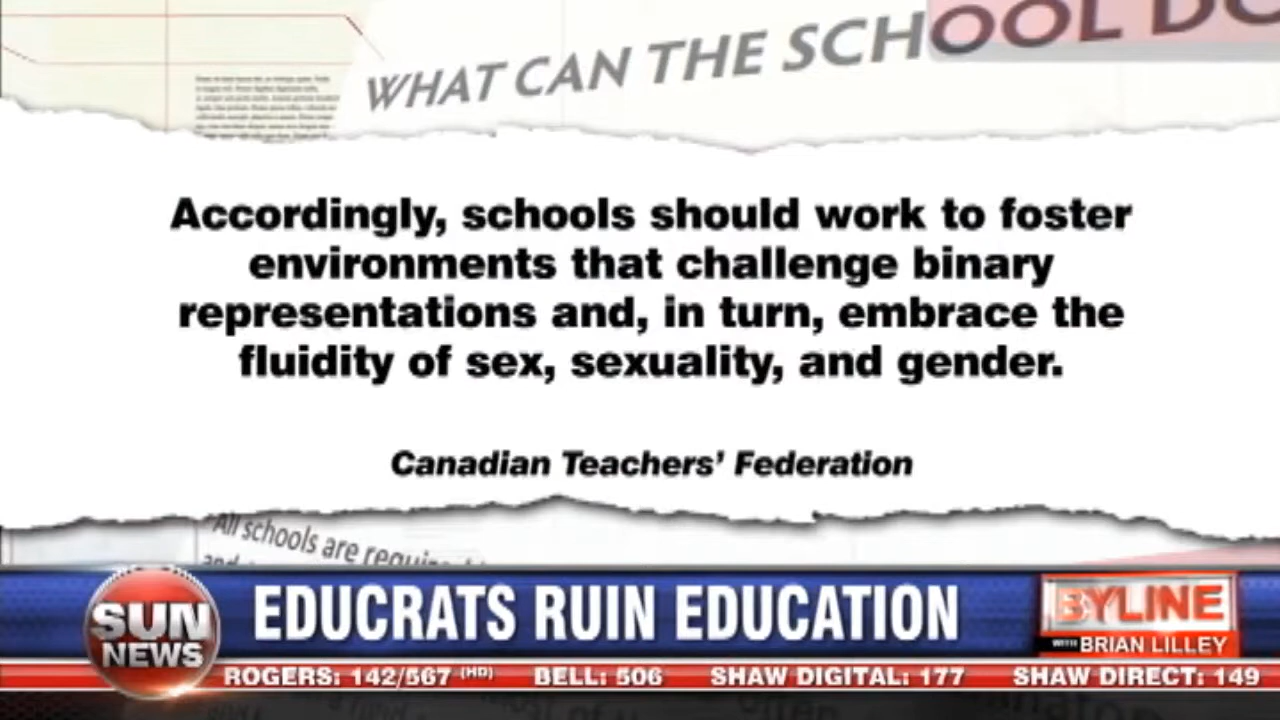 WHAT CAN THE SCHOOL DO
Accordingly, schools should work to foster
environments that challenge binary
representations and, in turn, embrace the
fluidity of sex, sexuality, and gender.
Canadian Teachers' Federation
All schools are
EDUCRATS RUIN EDUCATION
SUN
NEWS
BYLINE
WITH BRIAN LILLEY
ROGERS: 142/567 (HD) BELL: 506 SHAW DIGITAL: 177 SHAW DIRECT: 149